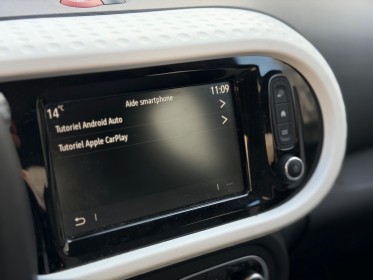 14°C Aide smartphone 11:09
Tutoriel Android Auto >
Tutoriel Apple CarPlay >